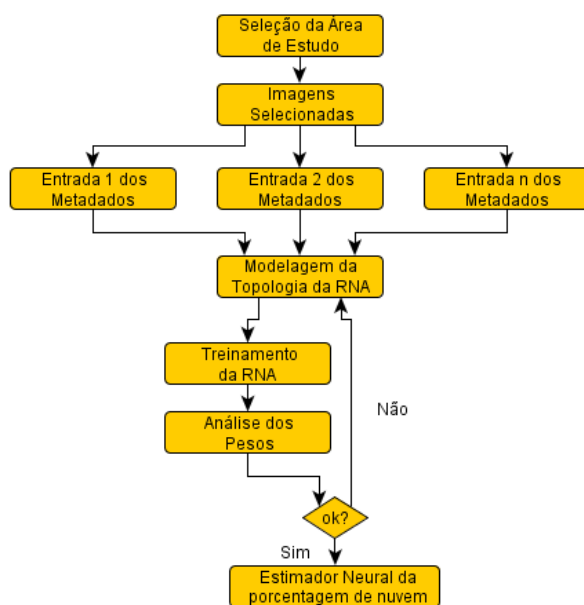 Seleção da Área
de Estudo
Imagens
Selecionadas
Entrada 1 dos
Metadados
Entrada 2 dos
Metadados
Entrada n dos
Metadados
Modelagem da
Topologia da RNA
Treinamento
da RNA
Análise dos
Pesos
Não
ok?
Sim
Estimador Neural da
porcentagem de nuvem